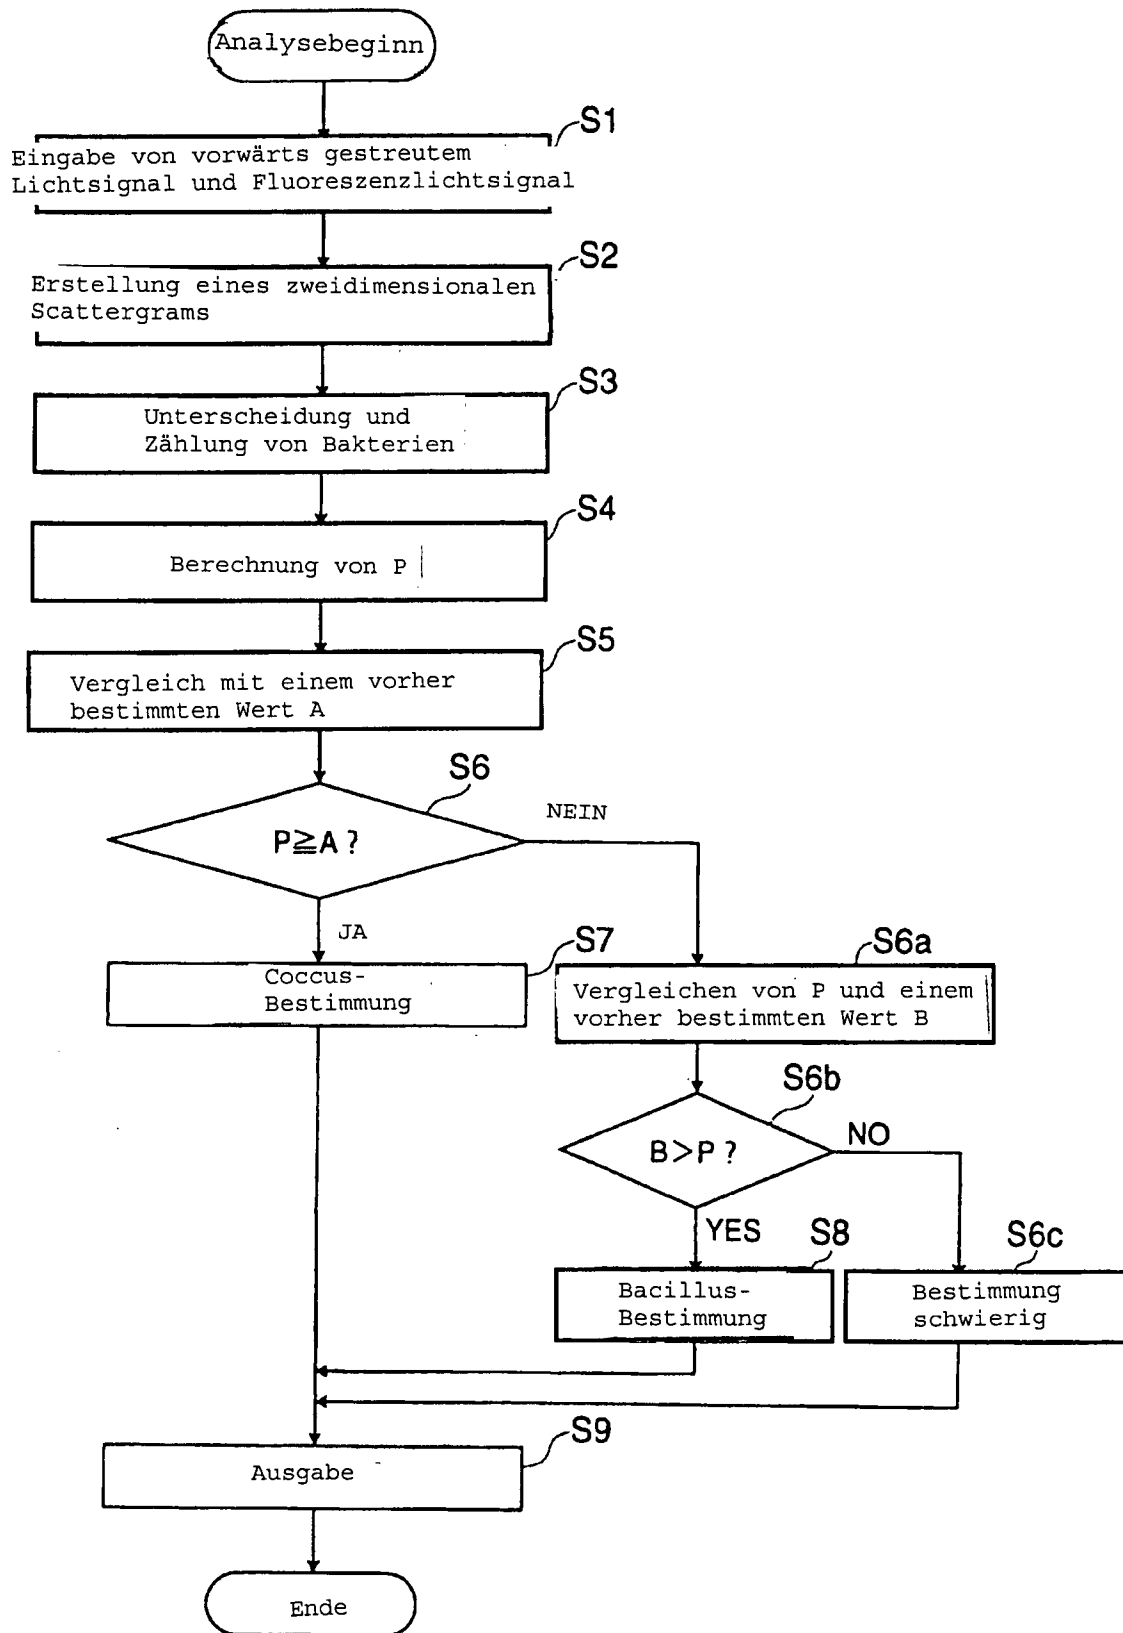 Analysebeginn
S1
Eingabe von vorwärts gestreutem
Lichtsignal und Fluoreszenzlichtsignal
S2
Erstellung eines zweidimensionalen
Scattergrams
S3
Unterscheidung und
Zählung von Bakterien
S4
Berechnung von P
S5
Vergleich mit einem vorher
bestimmten Wert A
S6
P≧A ?
NEIN
JA
S7
Coccus-
Bestimmung
S6a
Vergleichen von P und einem
vorher bestimmten Wert B
S6b
B>P ?
NO
YES
S8
Bacillus-
Bestimmung
S6c
Bestimmung
schwierig
S9
Ausgabe
Ende